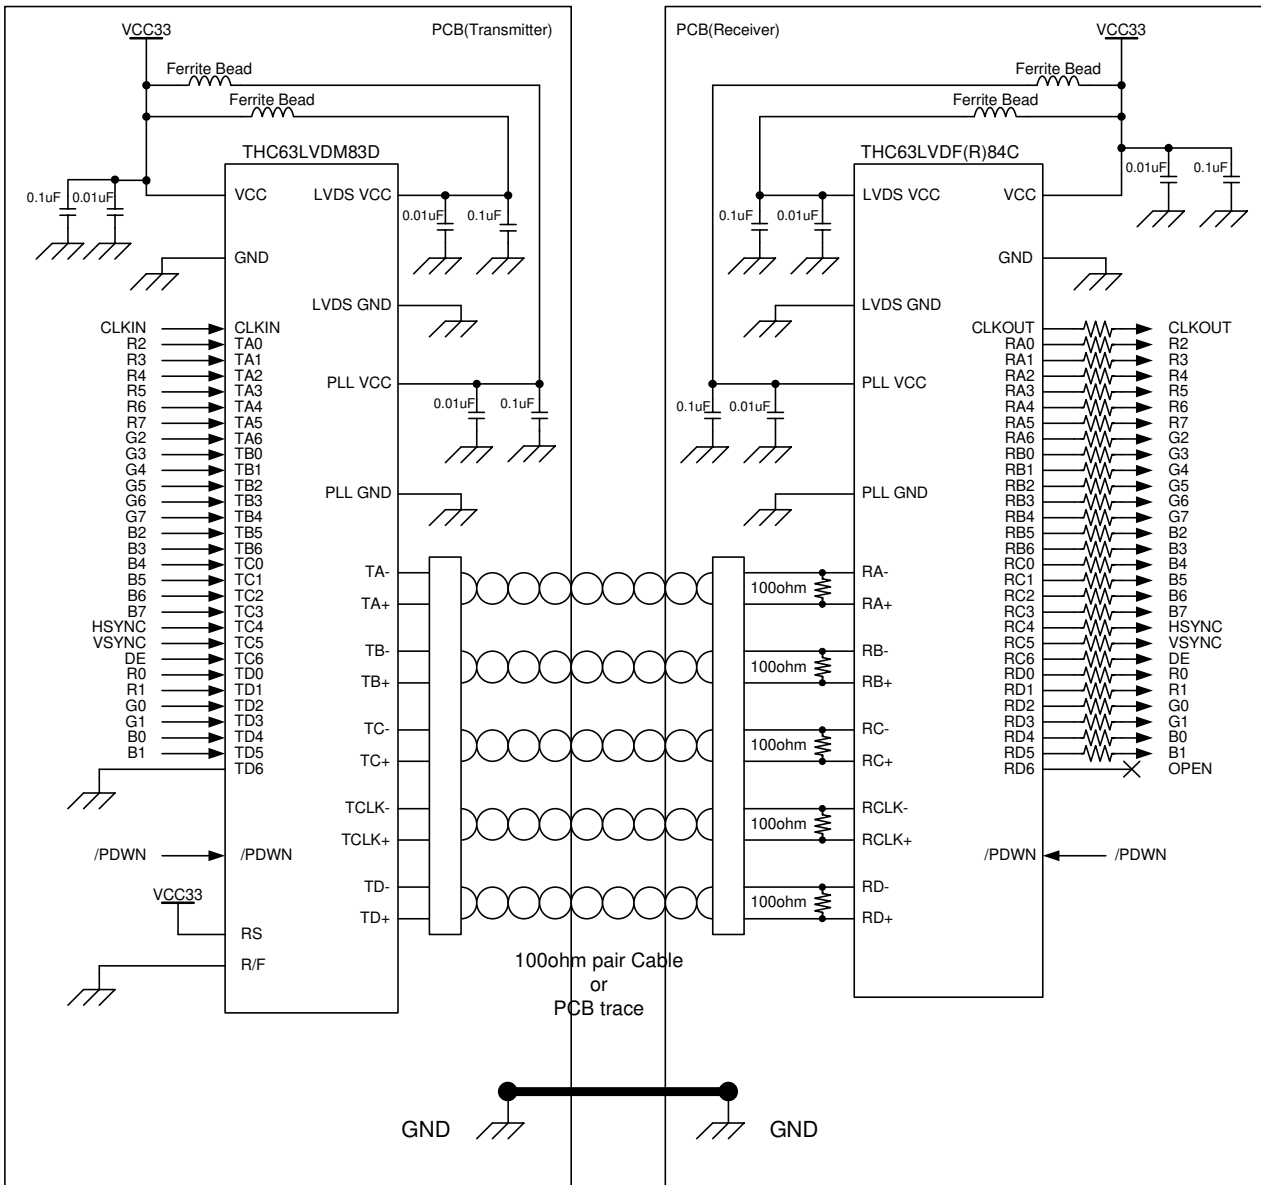 PCB(Transmitter)
VCC33
Ferrite Bead
Ferrite Bead
THC63LVDM83D
0.1uF
0.01uF
VCC
LVDS VCC
0.01uF
0.1uF
GND
LVDS GND
PLL VCC
0.01uF
0.1uF
PLL GND
CLKIN CLKIN
R2 TA0
R3 TA1
R4 TA2
R5 TA3
R6 TA4
R7 TA5
G2 TA6
G3 TB0
G4 TB1
G5 TB2
G6 TB3
G7 TB4
B2 TB5
B3 TB6
B4 TC0
B5 TC1
B6 TC2
B7 TC3
HSYNC TC4
VSYNC TC5
DE TC6
R0 TD0
R1 TD1
G0 TD2
G1 TD3
B0 TD4
B1 TD5
TD6
/PDWN /PDWN
VCC33
RS
R/F
TA-
TA+
TB-
TB+
TC-
TC+
TCLK-
TCLK+
TD-
TD+
100ohm pair Cable
or
PCB trace
PCB(Receiver)
VCC33
Ferrite Bead
Ferrite Bead
THC63LVDF(R)84C
0.1uF
0.01uF
LVDS VCC
VCC
0.01uF
0.1uF
GND
LVDS GND
0.1uF
0.01uF
PLL VCC
PLL GND
CLKOUT CLKOUT
RA0 R2
RA1 R3
RA2 R4
RA3 R5
RA4 R6
RA5 R7
RA6 G2
RB0 G3
RB1 G4
RB2 G5
RB3 G6
RB4 G7
RB5 B2
RB6 B3
RC0 B4
RC1 B5
RC2 B6
RC3 B7
RC4 HSYNC
RC5 VSYNC
RC6 DE
RD0 R0
RD1 R1
RD2 G0
RD3 G1
RD4 B0
RD5 B1
RD6 OPEN
/PDWN /PDWN
RA-
100ohm
RA+
RB-
100ohm
RB+
RC-
100ohm
RC+
RCLK-
100ohm
RCLK+
RD-
100ohm
RD+
GND
GND